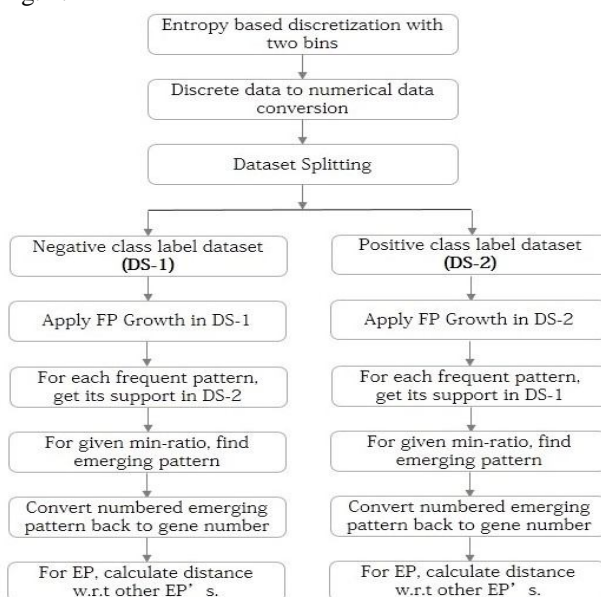 Entropy based discretization with
two bins
Discrete data to numerical data
conversion
Dataset Splitting
Negative class label dataset
(DS-1)
Apply FP Growth in DS-1
For each frequent pattern,
get its support in DS-2
For given min-ratio, find
emerging pattern
Convert numbered emerging
pattern back to gene number
For EP, calculate distance
w.r.t other EP’ s.
Positive class label dataset
(DS-2)
Apply FP Growth in DS-2
For each frequent pattern,
get its support in DS-1
For given min-ratio, find
emerging pattern
Convert numbered emerging
pattern back to gene number
For EP, calculate distance
w.r.t other EP’ s.